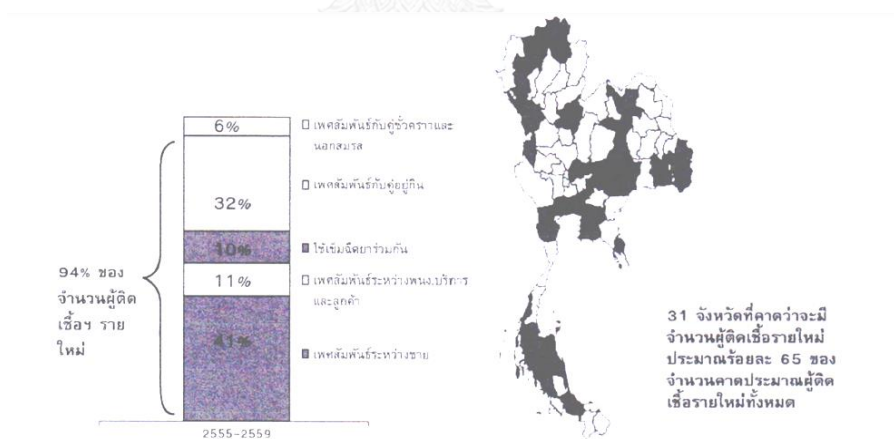 6%
32%
10%
11%
41%
เพศสัมพันธ์กับคู่ชั่วคราวและ
นอกสมรส
เพศสัมพันธ์กับคู่อยู่กิน
ใช้เข็มฉีดยาร่วมกัน
เพศสัมพันธ์ระหว่างพนง.บริการ
และลูกค้า
เพศสัมพันธ์ระหว่างชาย
94% ของ
จำนวนผู้ติด
เชื้อฯ ราย
ใหม่
2555-2559
31 จังหวัดที่คาดว่าจะมี
จำนวนผู้ติดเชื้อรายใหม่
ประมาณร้อยละ 65 ของ
จำนวนคาดประมาณผู้ติด
เชื้อรายใหม่ทั้งหมด